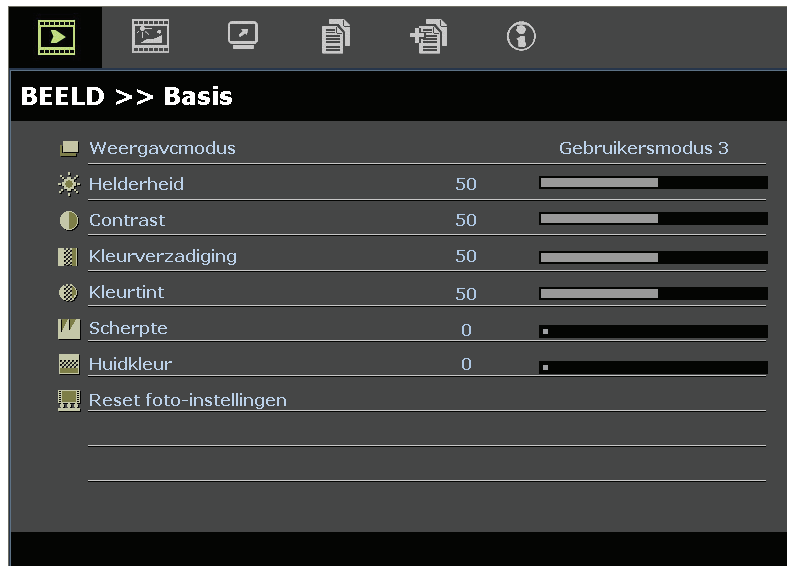 BEELD >> Basis
Weergavcmodus Gebruikersmodus 3
Helderheid 50
Contrast 50
Kleurverzadiging 50
Kleurtint 50
Scherpte 0
Huidkleur 0
Reset foto-instellingen